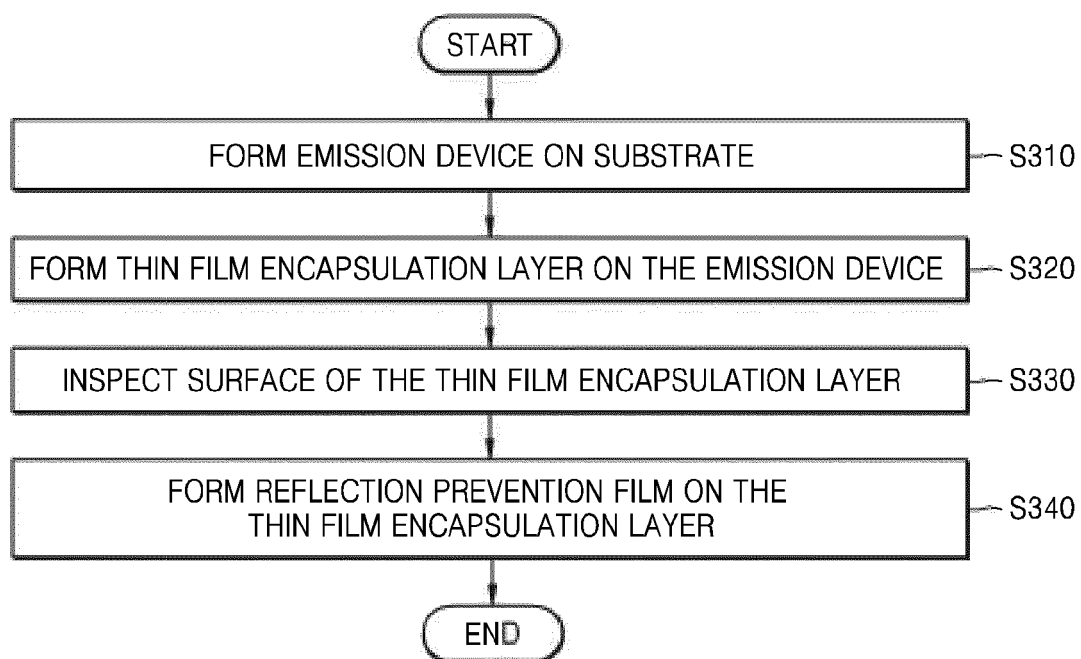 START
FORM EMISSION DEVICE ON SUBSTRATE
S310
FORM THIN FILM ENCAPSULATION LAYER ON THE EMISSION DEVICE
S320
INSPECT SURFACE OF THE THIN FILM ENCAPSULATION LAYER
S330
FORM REFLECTION PREVENTION FILM ON THE
THIN FILM ENCAPSULATION LAYER
S340
END